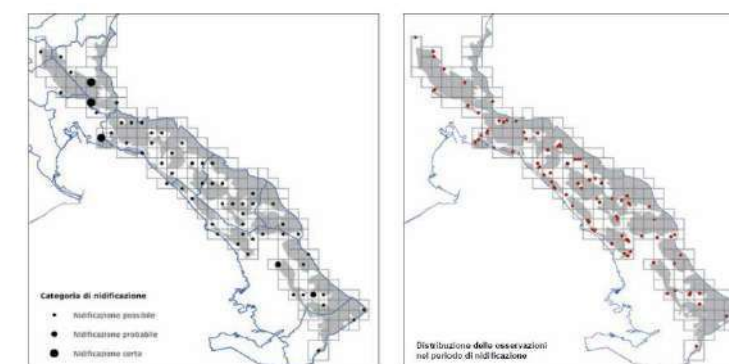 Categoria di nidificazione
Nidificazione possibile
Nidificazione probabile
Nidificazione certa
Distribuzione delle osservazioni
nel periodo di nidificazione